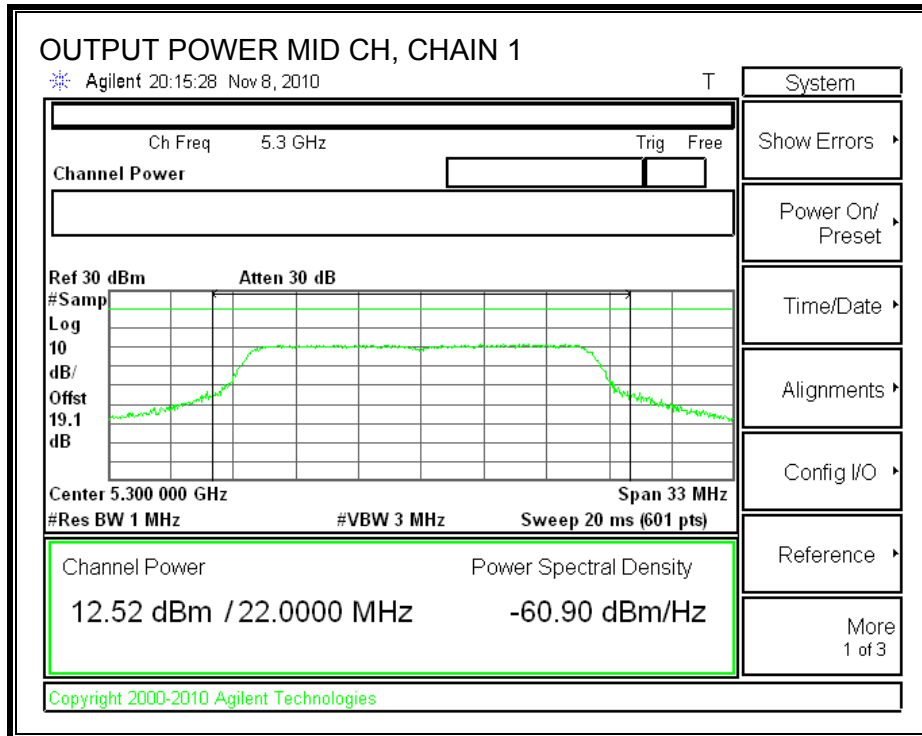 OUTPUT POWER MID CH, CHAIN 1
Agilent 20:15:28 Nov 8, 2010 T
System
Ch Freq 5.3 GHz Trig Free
Show Errors
Channel Power
Power On/
Preset
Ref 30 dBm Atten 30 dB
#Samp
Log
10
dB/
Offst
19.1
dB
Time/Date
Alignments
Config I/O
Center 5.300 000 GHz Span 33 MHz
#Res BW 1 MHz #VBW 3 MHz Sweep 20 ms (601 pts)
Channel Power Power Spectral Density
Reference
12.52 dBm / 22.0000 MHz -60.90 dBm/Hz
More
1 of 3
Copyright 2000-2010 Agilent Technologies